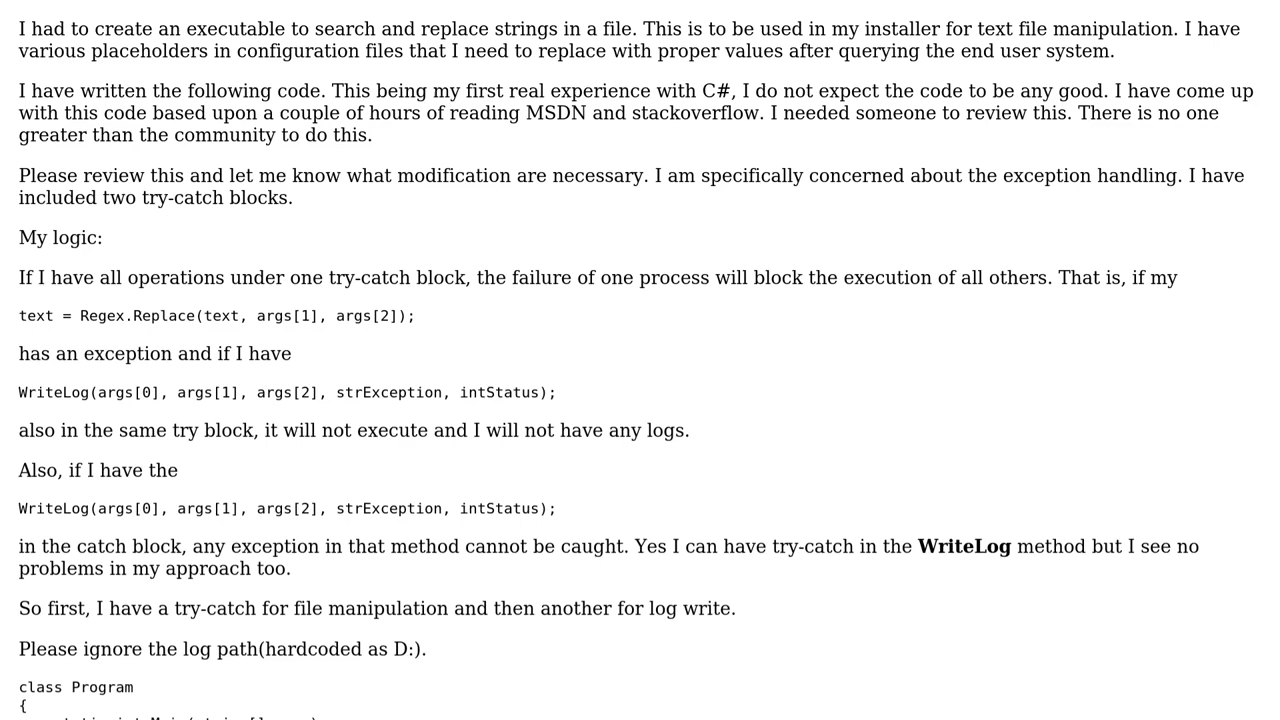 I had to create an executable to search and replace strings in a file. This is to be used in my installer for text file manipulation. I have
various placeholders in configuration files that I need to replace with proper values after querying the end user system.
I have written the following code. This being my first real experience with C#, I do not expect the code to be any good. I have come up
with this code based upon a couple of hours of reading MSDN and stackoverflow. I needed someone to review this. There is no one
greater than the community to do this.
Please review this and let me know what modification are necessary. I am specifically concerned about the exception handling. I have
included two try-catch blocks.
My logic:
If I have all operations under one try-catch block, the failure of one process will block the execution of all others. That is, if my
text = Regex.Replace(text, args[1], args[2]);
has an exception and if I have
WriteLog(args[0], args[1], args[2], strException, intStatus);
also in the same try block, it will not execute and I will not have any logs.
Also, if I have the
WriteLog(args[0], args[1], args[2], strException, intStatus);
in the catch block, any exception in that method cannot be caught. Yes I can have try-catch in the WriteLog method but I see no
problems in my approach too.
So first, I have a try-catch for file manipulation and then another for log write.
Please ignore the log path(hardcoded as D:).
class Program
{